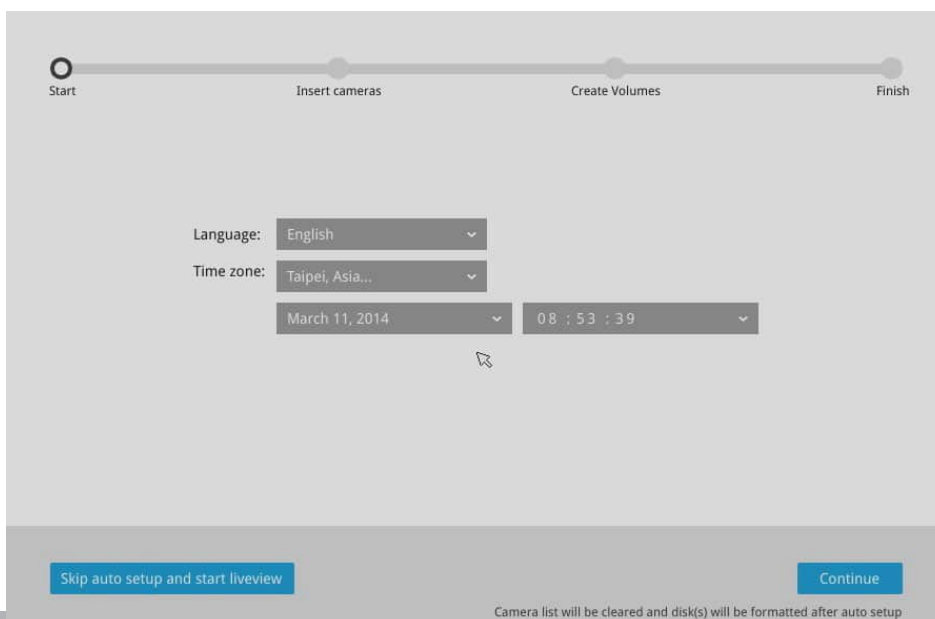 Start Insert cameras Create Volumes Finish
Language: English
Time zone: Taipei, Asia...
March 11, 2014 08 : 53 : 39
Skip auto setup and start liveview Continue
Camera list will be cleared and disk(s) will be formatted after auto setup